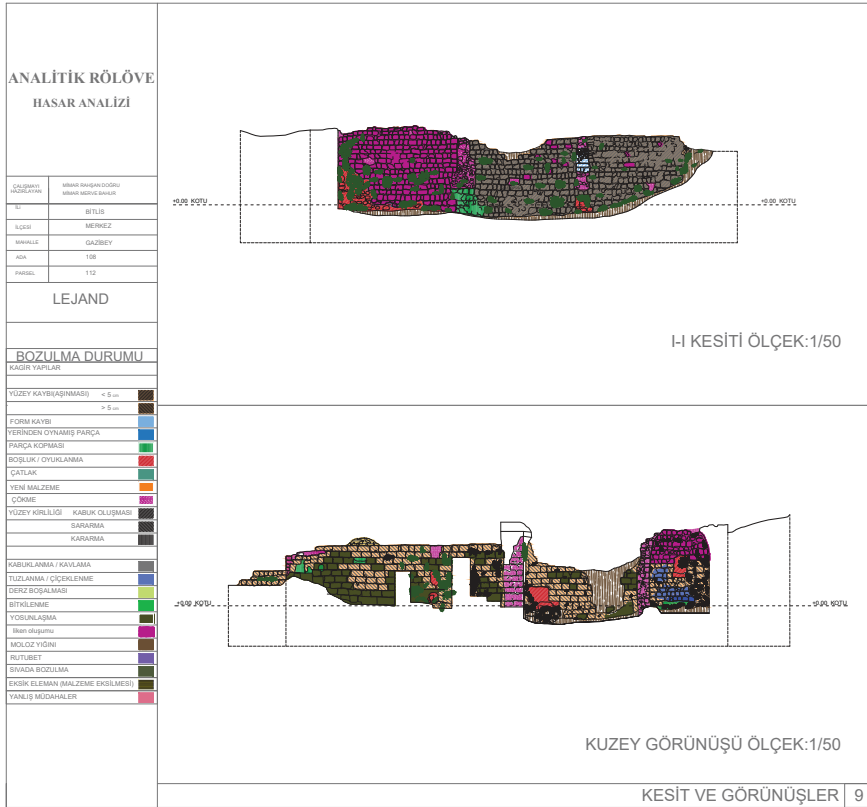 ANALİTİK RÖLÖVE
HASAR ANALİZİ
ÇALIŞMAYI HAZIRLAYAN
MİMAR RAHŞAN DOĞRU
MİMAR MERVE BAHUR
İLİ BİTLİS
İLÇESİ MERKEZ
MAHALLE GAZİBEY
ADA 108
PARSEL 112
LEJAND
BOZULMA DURUMU
KAGİR YAPILAR
YÜZEY KAYBI(AŞINMASI) < 5 cm
> 5 cm
FORM KAYBI
YERİNDEN OYNAMIŞ PARÇA
PARÇA KOPMASI
BOŞLUK / OYUKLANMA
ÇATLAK
YENİ MALZEME
ÇÖKME
YÜZEY KİRLİLİĞİ KABUK OLUŞMASI
SARARMA
KARARMA
KABUKLANMA / KAVLAMA
TUZLANMA / ÇİÇEKLENME
DERZ BOŞALMASI
BİTKİLENME
YOSUNLAŞMA
liken oluşumu
MOLOZ YIĞINI
RUTUBET
SIVADA BOZULMA
EKSİK ELEMAN (MALZEME EKSİLMESİ)
YANLIŞ MÜDAHALER
+0.00 KOTU
+0.00 KOTU
I-I KESİTİ ÖLÇEK:1/50
+0.00 KOTU
+0.00 KOTU
KUZEY GÖRÜNÜŞÜ ÖLÇEK:1/50
KESİT VE GÖRÜNÜŞLER 9